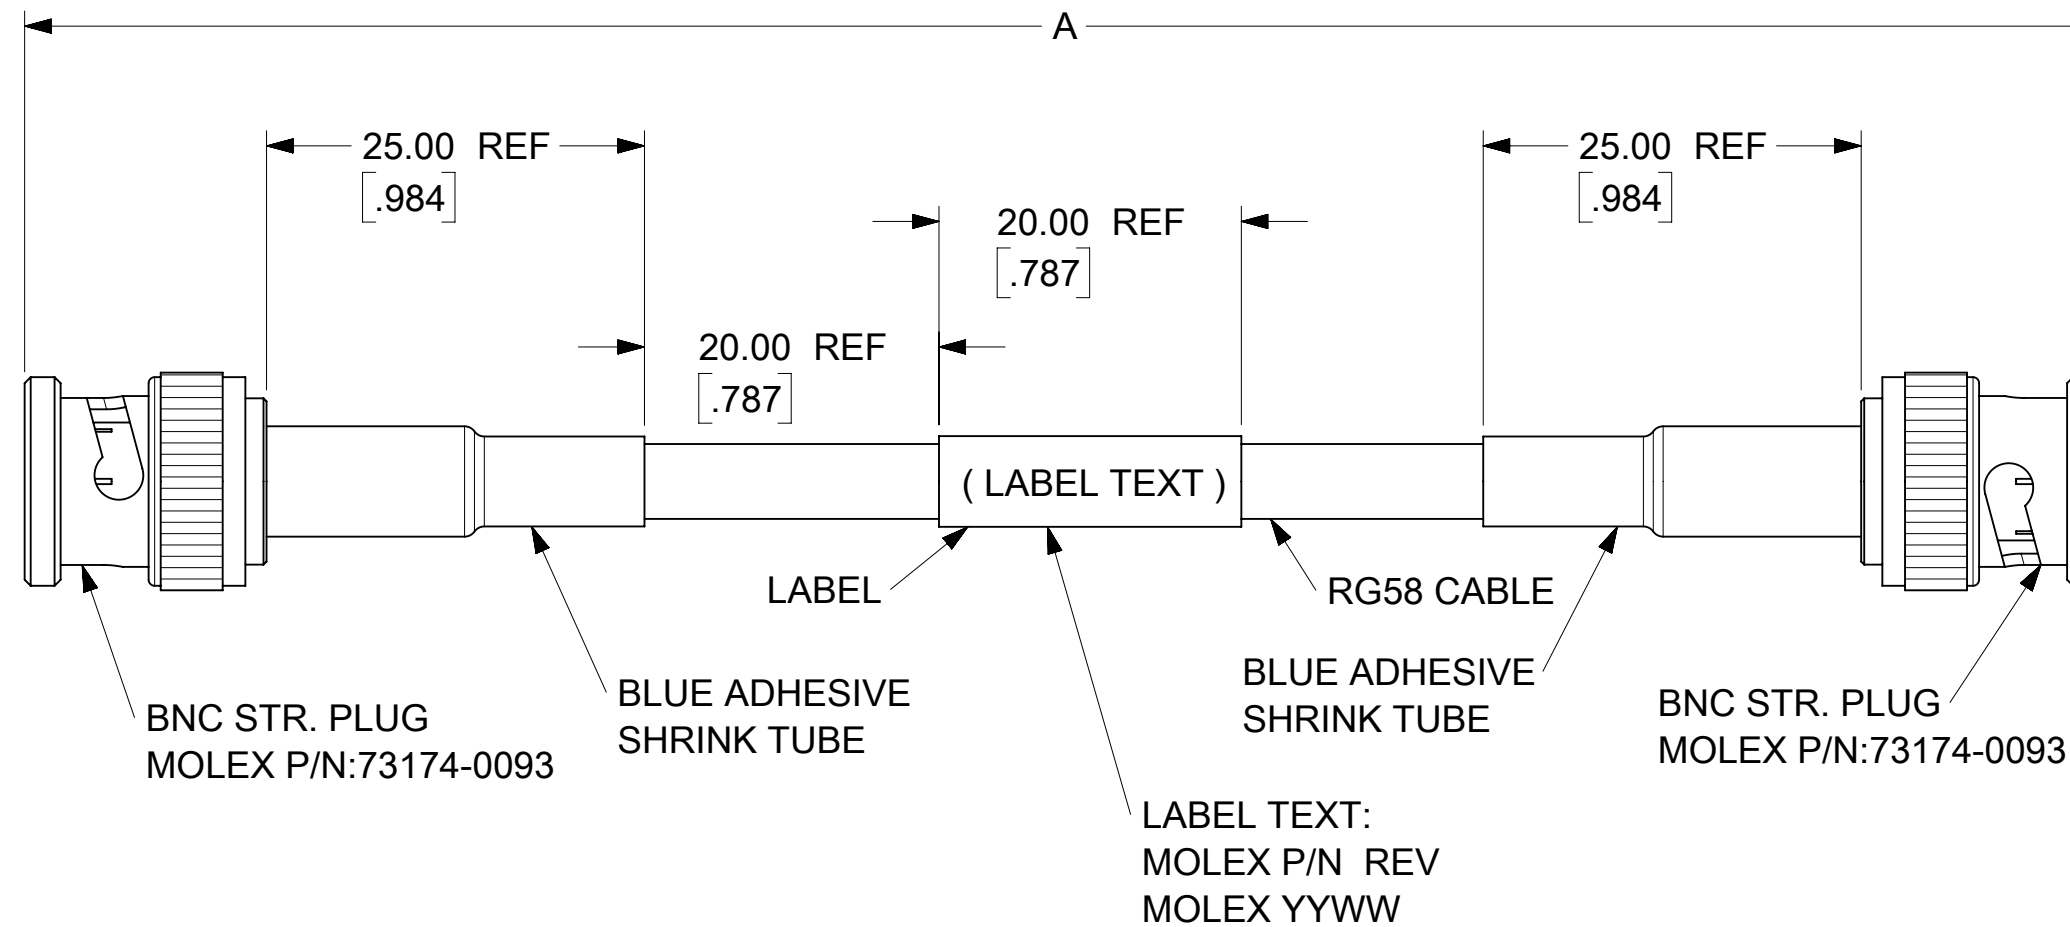 A
25.00 REF
[.984]
25.00 REF
[.984]
20.00 REF
[.787]
20.00 REF
[.787]
( LABEL TEXT )
LABEL
RG58 CABLE
BLUE ADHESIVE
SHRINK TUBE
BLUE ADHESIVE
SHRINK TUBE
BNC STR. PLUG
MOLEX P/N:73174-0093
BNC STR. PLUG
MOLEX P/N:73174-0093
LABEL TEXT:
MOLEX P/N REV
MOLEX YYWW